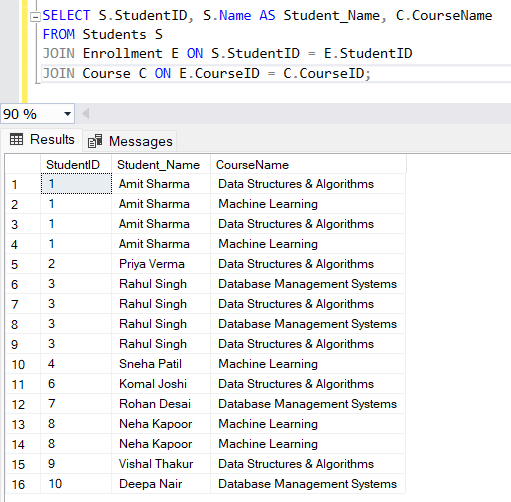 SELECT S.StudentID, S.Name AS Student_Name, C.CourseName
FROM Students S
JOIN Enrollment E ON S.StudentID = E.StudentID
JOIN Course C ON E.CourseID = C.CourseID;
90 %
Results Messages
StudentID Student_Name CourseName
1 1 Amit Sharma Data Structures & Algorithms
2 1 Amit Sharma Machine Learning
3 1 Amit Sharma Data Structures & Algorithms
4 1 Amit Sharma Machine Learning
5 2 Priya Verma Data Structures & Algorithms
6 3 Rahul Singh Database Management Systems
7 3 Rahul Singh Data Structures & Algorithms
8 3 Rahul Singh Database Management Systems
9 3 Rahul Singh Data Structures & Algorithms
10 4 Sneha Patil Machine Learning
11 6 Komal Joshi Data Structures & Algorithms
12 7 Rohan Desai Database Management Systems
13 8 Neha Kapoor Machine Learning
14 8 Neha Kapoor Machine Learning
15 9 Vishal Thakur Data Structures & Algorithms
16 10 Deepa Nair Database Management Systems